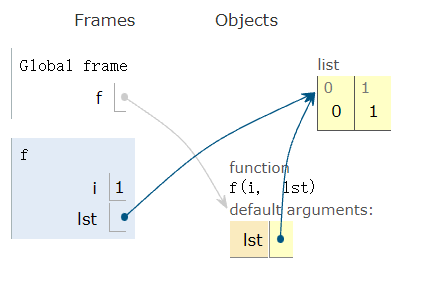 Frames Objects
Global frame
f
list
0 1
0 1
f
i 1
lst
function
f(i, lst)
default arguments:
lst